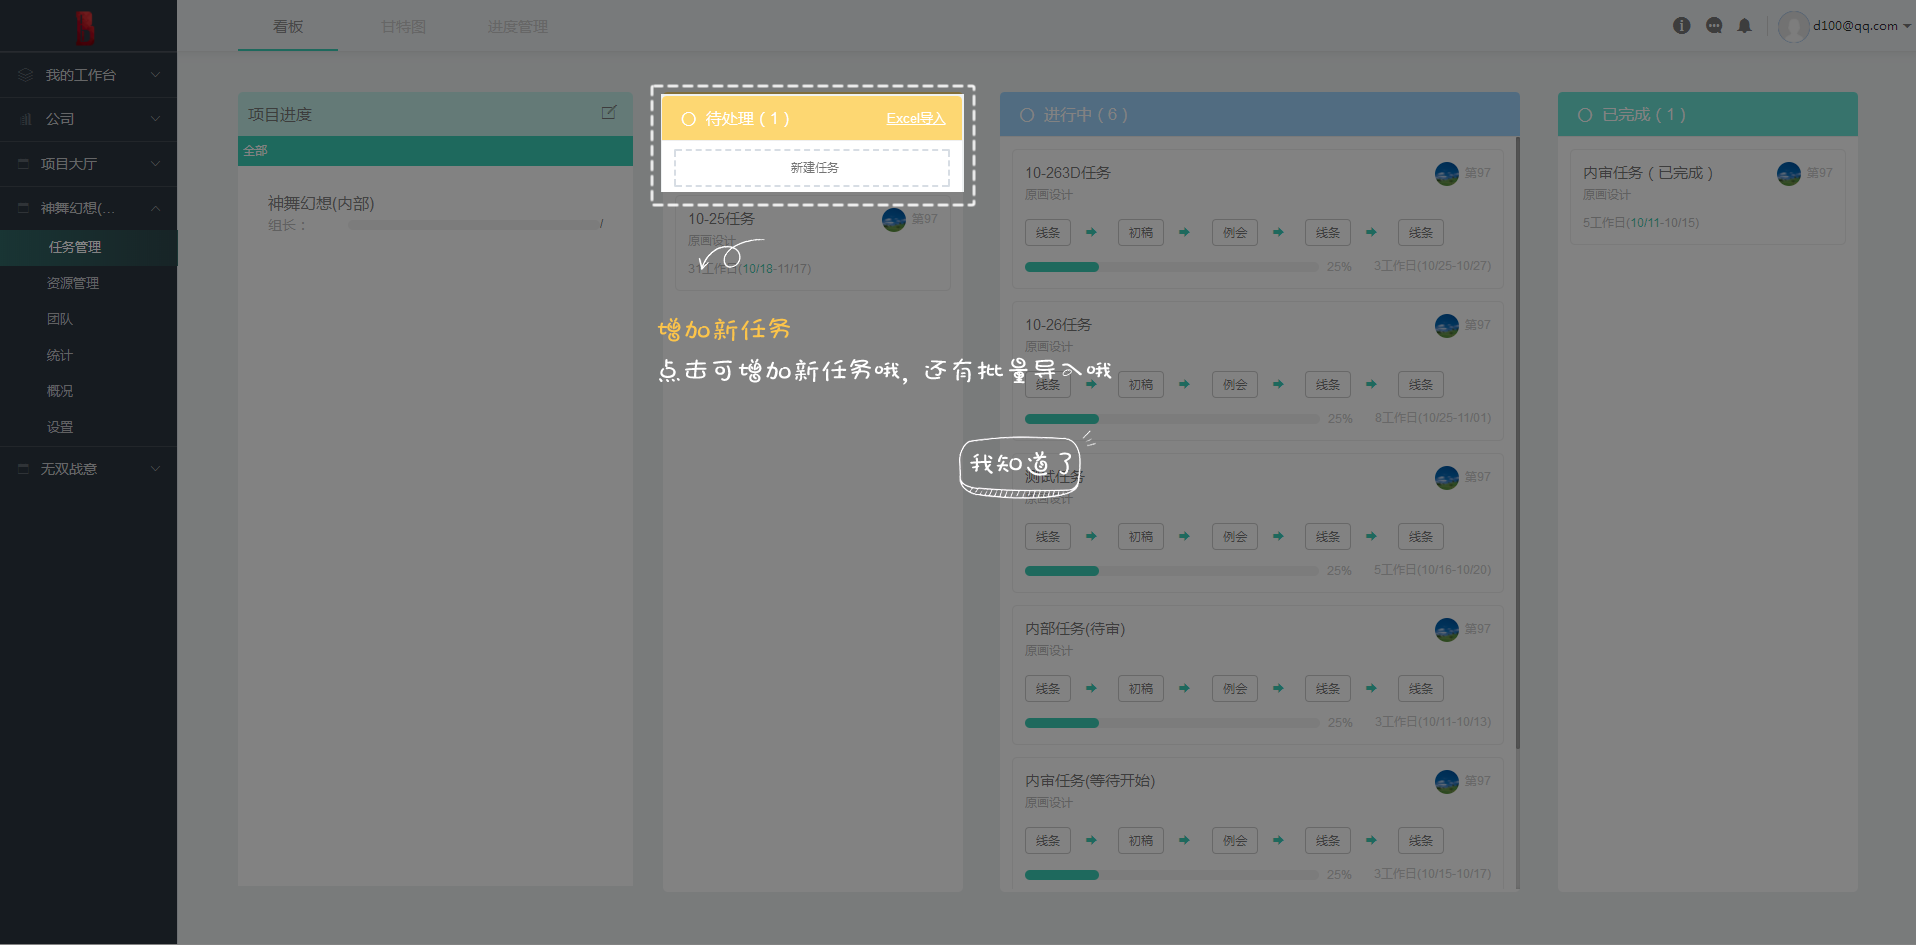 看板
甘特图
进度管理
d100@qq.com
我的工作台
公司
项目大厅
神舞幻想(...
任务管理
资源管理
团队
统计
概况
设置
无双战意
项目进度
全部
神舞幻想(内部)
组长：
/
待处理（1）
Excel导入
新建任务
10-25任务
第97
原画设计
31工作日(10/18-11/17)
增加新任务
点击可增加新任务哦，还有批量导入哦
我知道了
进行中（6）
10-263D任务
第97
原画设计
线条 初稿 例会 线条 线条
25% 3工作日(10/25-10/27)
10-26任务
第97
原画设计
线条 初稿 例会 线条 线条
25% 8工作日(10/25-11/01)
测试任务
第97
原画设计
线条 初稿 例会 线条 线条
25% 5工作日(10/16-10/20)
内部任务(待审)
第97
原画设计
线条 初稿 例会 线条 线条
25% 3工作日(10/11-10/13)
内审任务(等待开始)
第97
原画设计
线条 初稿 例会 线条 线条
25% 3工作日(10/15-10/17)
已完成（1）
内审任务（已完成）
第97
原画设计
5工作日(10/11-10/15)